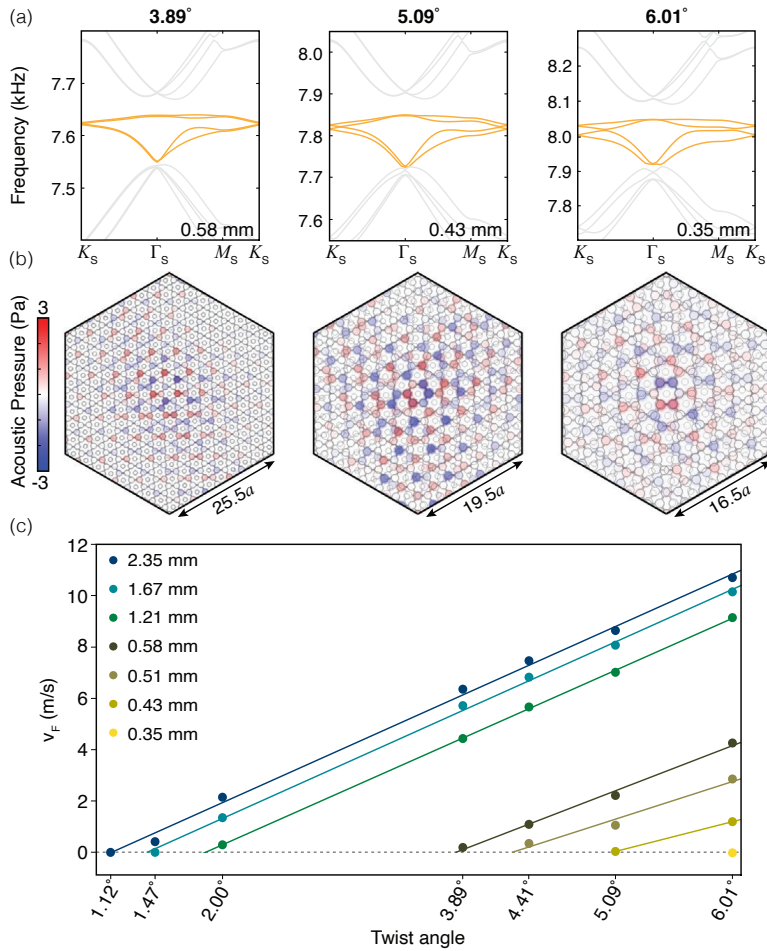 (a)
3.89° 5.09° 6.01°
Frequency (kHz)
7.7 8.0 8.2
7.9 8.1
7.6 7.8 8.0
7.7 7.9
7.5 7.6 7.8
0.58 mm 0.43 mm 0.35 mm
Kₛ Γₛ Mₛ Kₛ Kₛ Γₛ Mₛ Kₛ Kₛ Γₛ Mₛ Kₛ
(b)
Acoustic Pressure (Pa)
3
-3
25.5a 19.5a 16.5a
(c)
12
10
8
6
4
2
0
v_F (m/s)
2.35 mm
1.67 mm
1.21 mm
0.58 mm
0.51 mm
0.43 mm
0.35 mm
1.12° 1.47° 2.00° 3.89° 4.41° 5.09° 6.01°
Twist angle